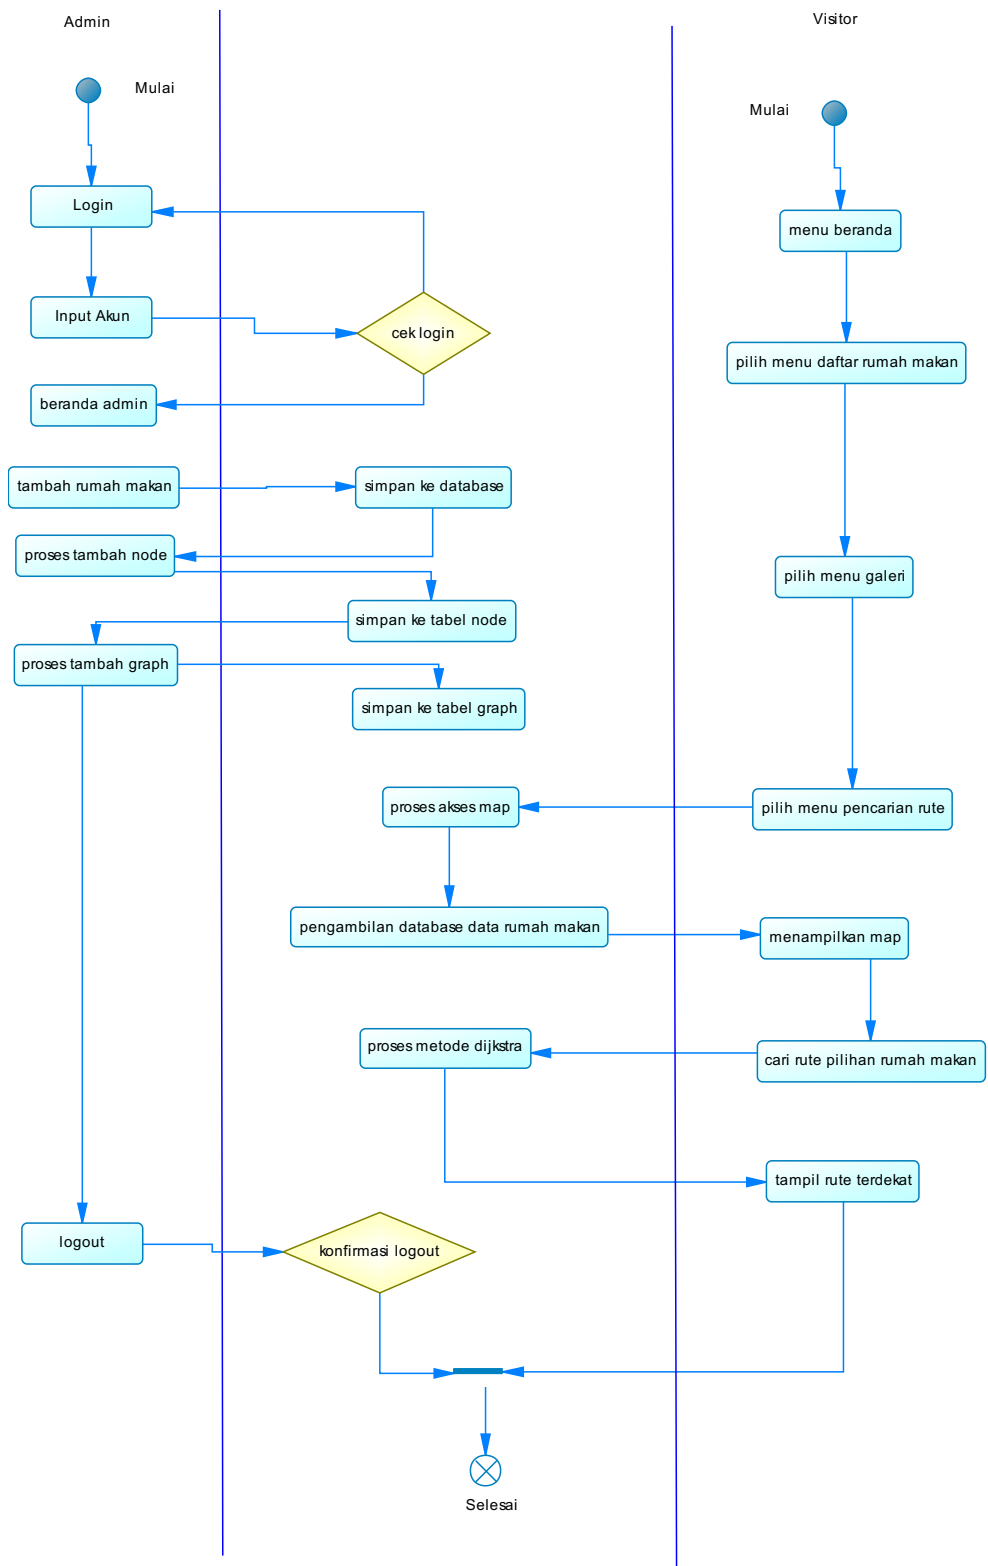 Admin
Visitor
Mulai
Mulai
Login
menu beranda
Input Akun
cek login
pilih menu daftar rumah makan
beranda admin
tambah rumah makan
simpan ke database
proses tambah node
pilih menu galeri
simpan ke tabel node
proses tambah graph
simpan ke tabel graph
proses akses map
pilih menu pencarian rute
pengambilan database data rumah makan
menampilkan map
proses metode dijkstra
cari rute pilihan rumah makan
tampil rute terdekat
logout
konfirmasi logout
Selesai